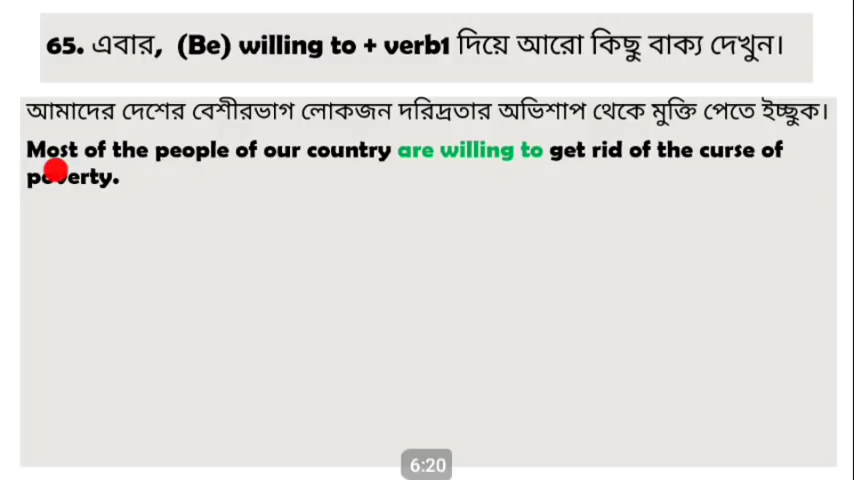 65. এবার, (Be) willing to + verb1 দিয়ে আরো কিছু বাক্য দেখুন।
আমাদের দেশের বেশীরভাগ লোকজন দরিদ্রতার অভিশাপ থেকে মুক্তি পেতে ইচ্ছুক।
Most of the people of our country are willing to get rid of the curse of
poverty.
6:20